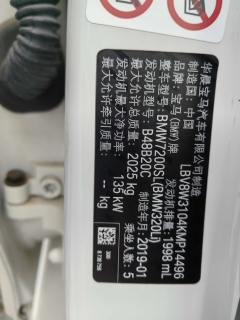 华晨宝马汽车有限公司制造
制造国：中国
品牌：宝马(BMW)牌 LBV8W3104KMP14496
整车型号：BMW7200SL(BMW320Li)
发动机型号：B48B20C 发动机排量：1998 mL
最大允许总质量：2025 kg 制造年月：2019-01
发动机最大净功率：135 kW 乘坐人数：5
最大允许牵引质量：-- kg